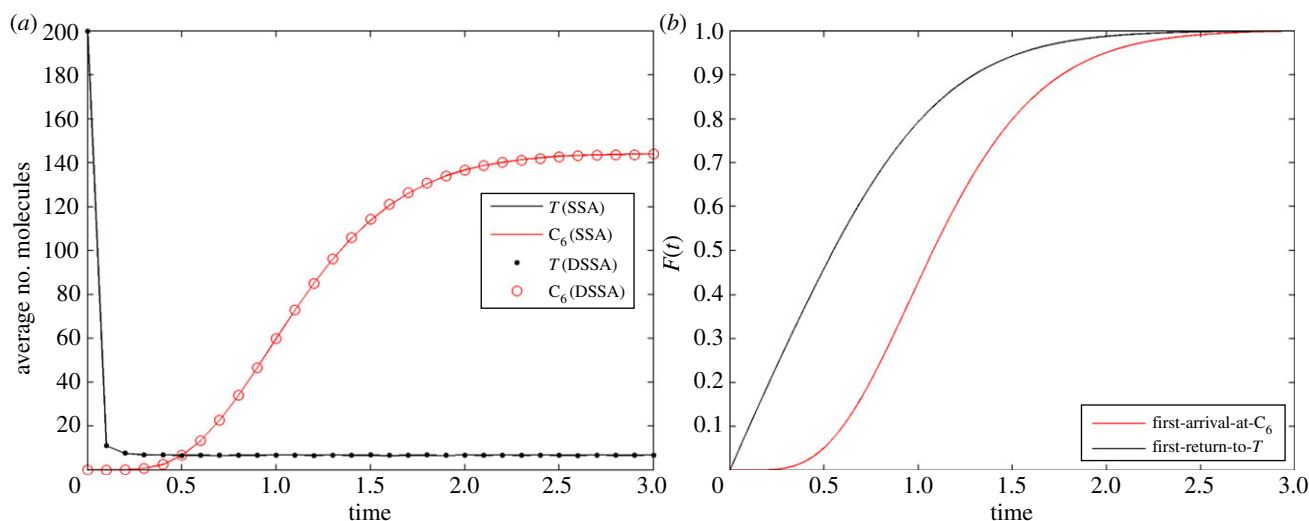 (a)
200
180
160
140
120
100
80
60
40
20
0
0.5
1.0
1.5
2.0
2.5
3.0
average no. molecules
time
T (SSA)
C6 (SSA)
T (DSSA)
C6 (DSSA)
(b)
1.0
0.9
0.8
0.7
0.6
0.5
0.4
0.3
0.2
0.1
0
0.5
1.0
1.5
2.0
2.5
3.0
F(t)
time
first-arrival-at-C6
first-return-to-T